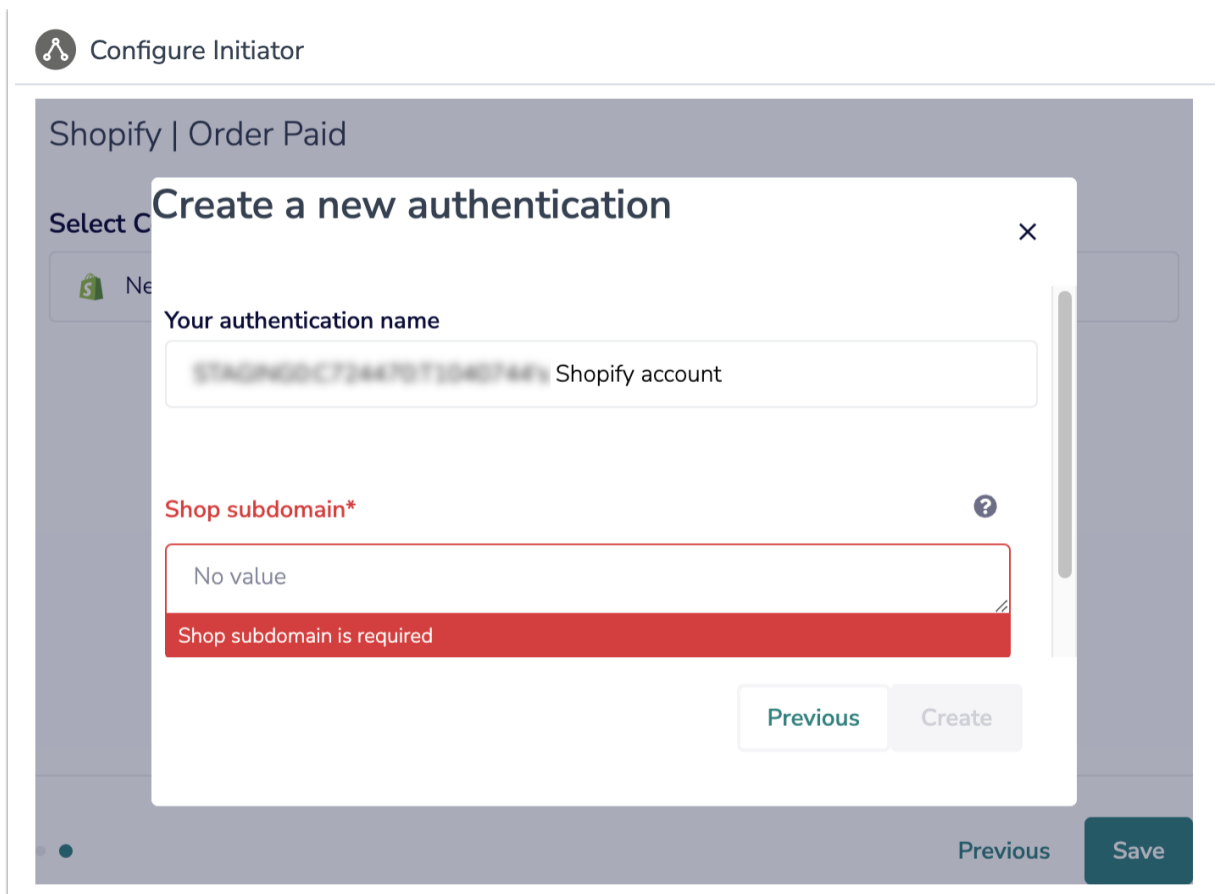 Configure Initiator
Shopify | Order Paid
Create a new authentication
Select C
Ne
Your authentication name
Shopify account
Shop subdomain*
No value
Shop subdomain is required
Previous Create
Previous Save